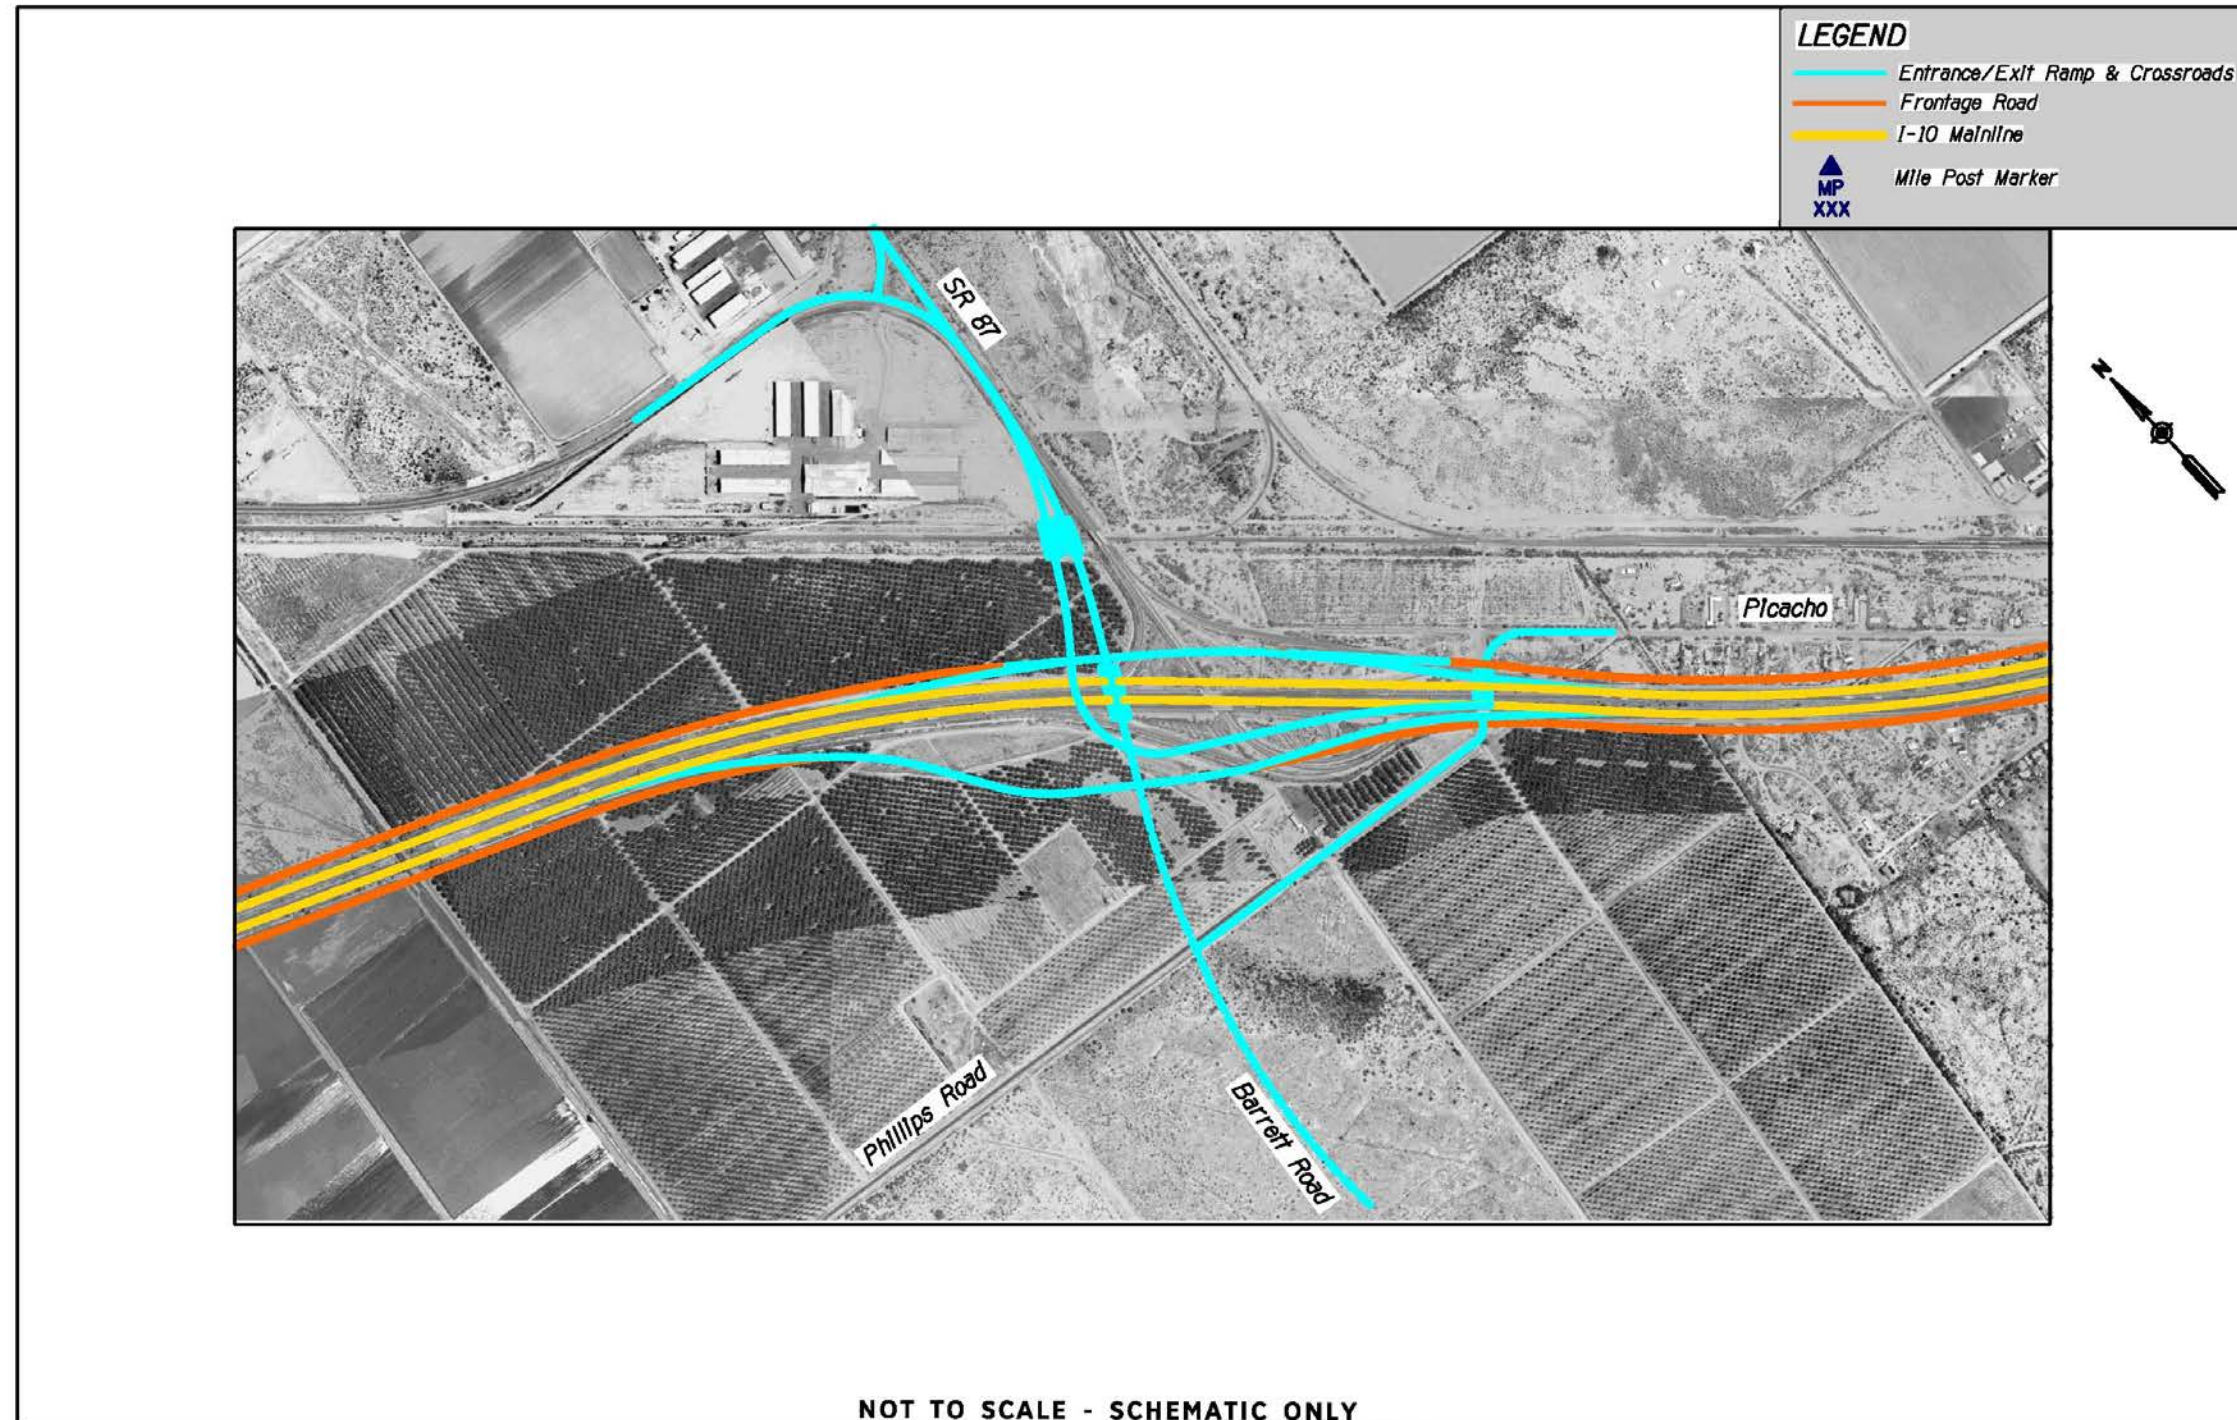 LEGEND
Entrance/Exit Ramp & Crossroads
Frontage Road
I-10 Mainline
MP
XXX
Mile Post Marker
SR 87
N
Picacho
Phillips Road
Barrett Road
NOT TO SCALE - SCHEMATIC ONLY